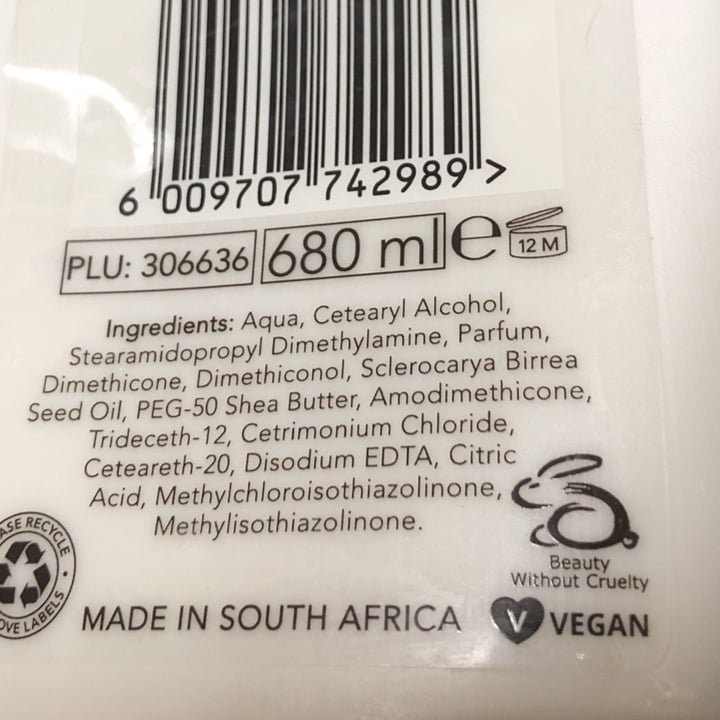 6 009707 742989 >
PLU: 306636 680 ml e 12 M
Ingredients: Aqua, Cetearyl Alcohol,
Stearamidopropyl Dimethylamine, Parfum,
Dimethicone, Dimethiconol, Sclerocarya Birrea
Seed Oil, PEG-50 Shea Butter, Amodimethicone,
Trideceth-12, Cetrimonium Chloride,
Ceteareth-20, Disodium EDTA, Citric
Acid, Methylchloroisothiazolinone,
Methylisothiazolinone.
RECYCLE
LABELS
Beauty
Without Cruelty
MADE IN SOUTH AFRICA V VEGAN